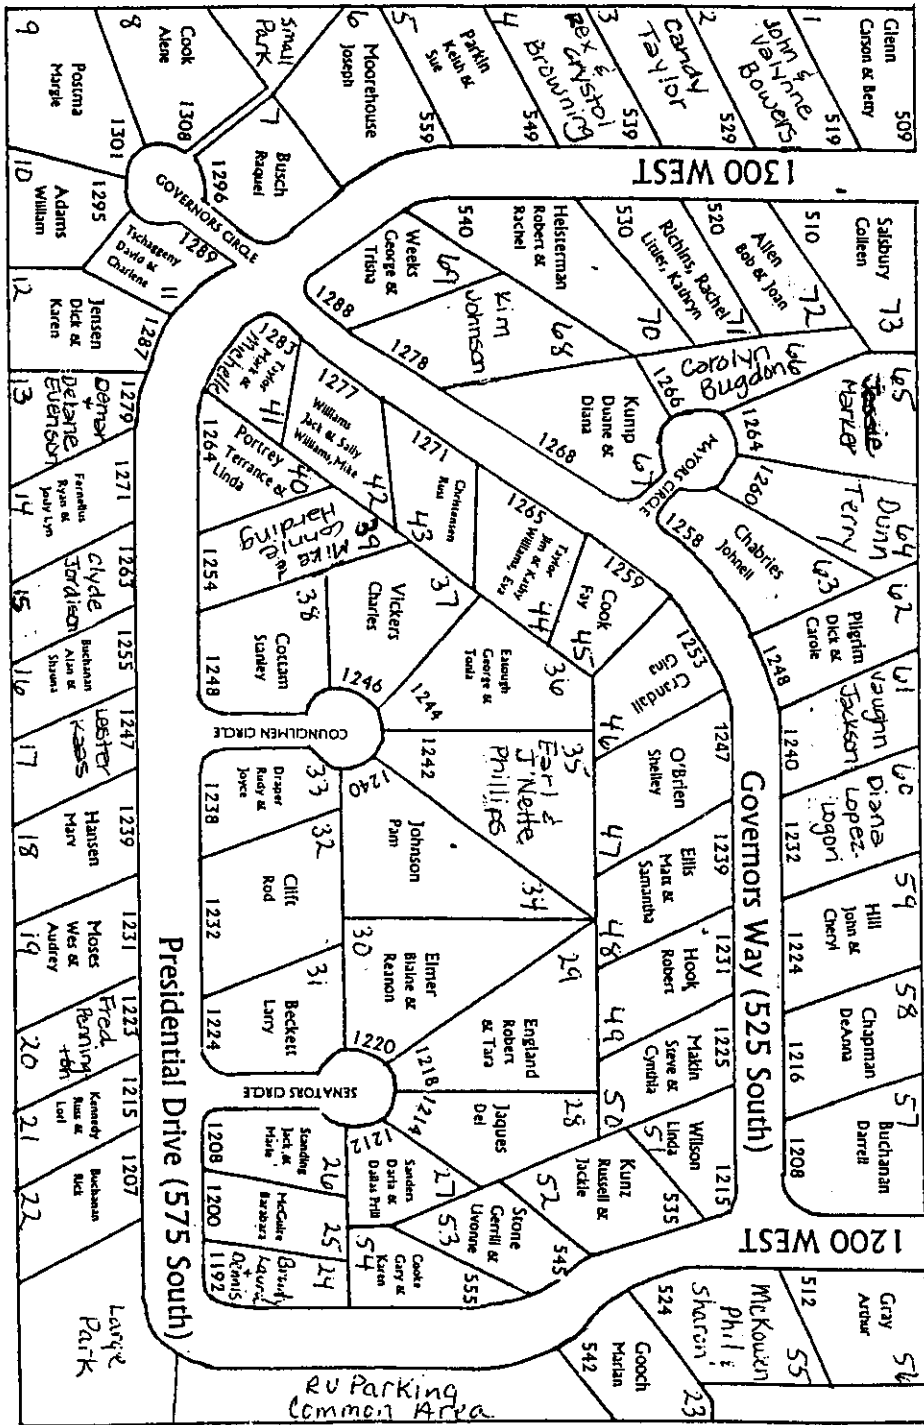 Glenn
Carson & Betty
509
1
John &
Valynne
Bowers
519
2
Candy
Taylor
529
3
Rex &
Crystol
Browning
539
4
Parkin
Keith &
Sue
549
5
Moorehouse
Joseph
559
6
Small
Park
Busch
Raquel
7
1296
Cook
Alene
8
1308
Postma
Margie
9
1301
Adams
William
10
1295
Tschaggeny
David &
Charlene
11
1289
GOVERNORS CIRCLE
1300 WEST
Jensen
Dick &
Karen
12
1287
Demar
+
Delane
Evenson
13
1279
Fernelius
Ryan &
Jody Lyn
14
1271
Clyde
Jordison
15
1263
Buchanan
Alan &
Shauna
16
1255
Lester
Kaas
17
1247
Hansen
Marv
18
1239
Moses
Wes &
Audrey
19
1231
Fred
Penning-
ton
20
1223
Kennedy
Russ &
Lori
21
1215
Buchanan
Rick
22
1207
Large
Park
Presidential Drive (575 South)
RV Parking
Common Area
Gooch
Marian
542
23
524
McKowen
Phil &
Sharon
55
512
Gray
Arthur
56
1200 WEST
Salsbury
Colleen
73
510
Allen
Bob & Joan
72
520
Richins, Rachel
Linler, Kathryn
71
530
70
Helsterman
Robert &
Rachel
540
Weeks
George &
Trisha
69
1288
Kim
Johnson
68
1278
Kump
Duane &
Diana
67
1268
Carolyn
Bugdon
66
1266
MAYORS CIRCLE
65
Marker
1264
Dunn
Terry
64
1260
Chabries
Johnell
63
1258
62
Pilgrim
Dick &
Carole
1248
61
Vaughn
Jackson
1240
60
Diana
Lopez-
Logori
1232
59
Hill
John &
Cheryl
1224
58
Chapman
DeAnna
1216
57
Buchanan
Darrell
1208
Governors Way (525 South)
1283
Taylor
Mark &
Michelle
41
1277
Williams
Jack & Sally
Williams, Mike
42
1271
Christensen
Russ
43
1265
Taylor
Jim & Kathy
Williams, Eva
44
1259
Cook
Fay
45
1253
Crandall
Gina
46
1247
O'Brien
Shelley
47
1239
Ellis
Matt &
Samantha
48
1231
Hook
Robert
49
1225
Makin
Steve &
Cynthia
50
1215
Wilson
Linda
51
535
Kunz
Russell &
Jackie
52
545
Stone
Gerrill &
Uvonne
53
555
Cooke
Gary &
Karen
54
1264
Portrey
Terrance &
Linda
40
1254
Mike &
Connie
Harding
39
38
Cottam
Stanley
1248
Vickers
Charles
37
1246
Eatough
George &
Tonia
36
1244
35
Earl &
J'Nette
Phillips
1242
COUNCILMEN CIRCLE
Johnson
Pam
34
1240
33
Draper
Rudy &
Joyce
1238
32
Clift
Rod
1232
31
Beckett
Larry
1224
30
Elmer
Blaine &
Reanon
1220
29
England
Robert
& Tara
1218
28
Jaques
Del
1214
27
Sanders
Darla &
Dallas Prill
1212
SENATORS CIRCLE
26
Standing
Jack &
Marie
1208
25
McGuire
Barabara
1200
24
Brandy
Laurie
+
Dennis
1192